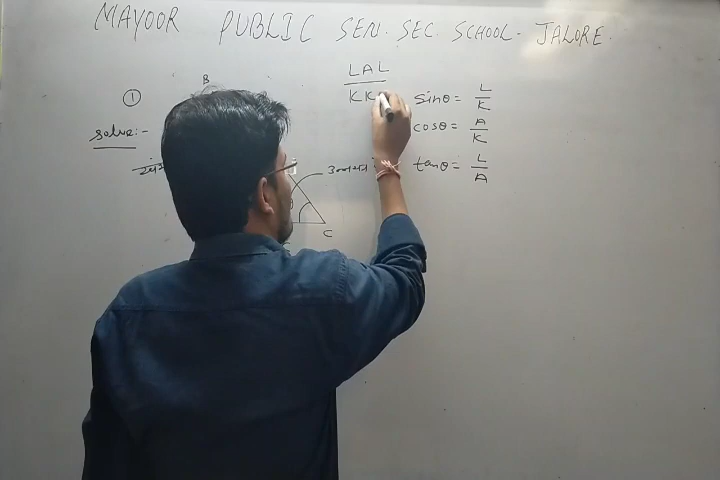 MAYOOR PUBLIC SEN. SEC. SCHOOL- JALORE.
LAL
KK
①
solve:-
B
C
sinθ = L/K
cosθ = A/K
tanθ = L/A